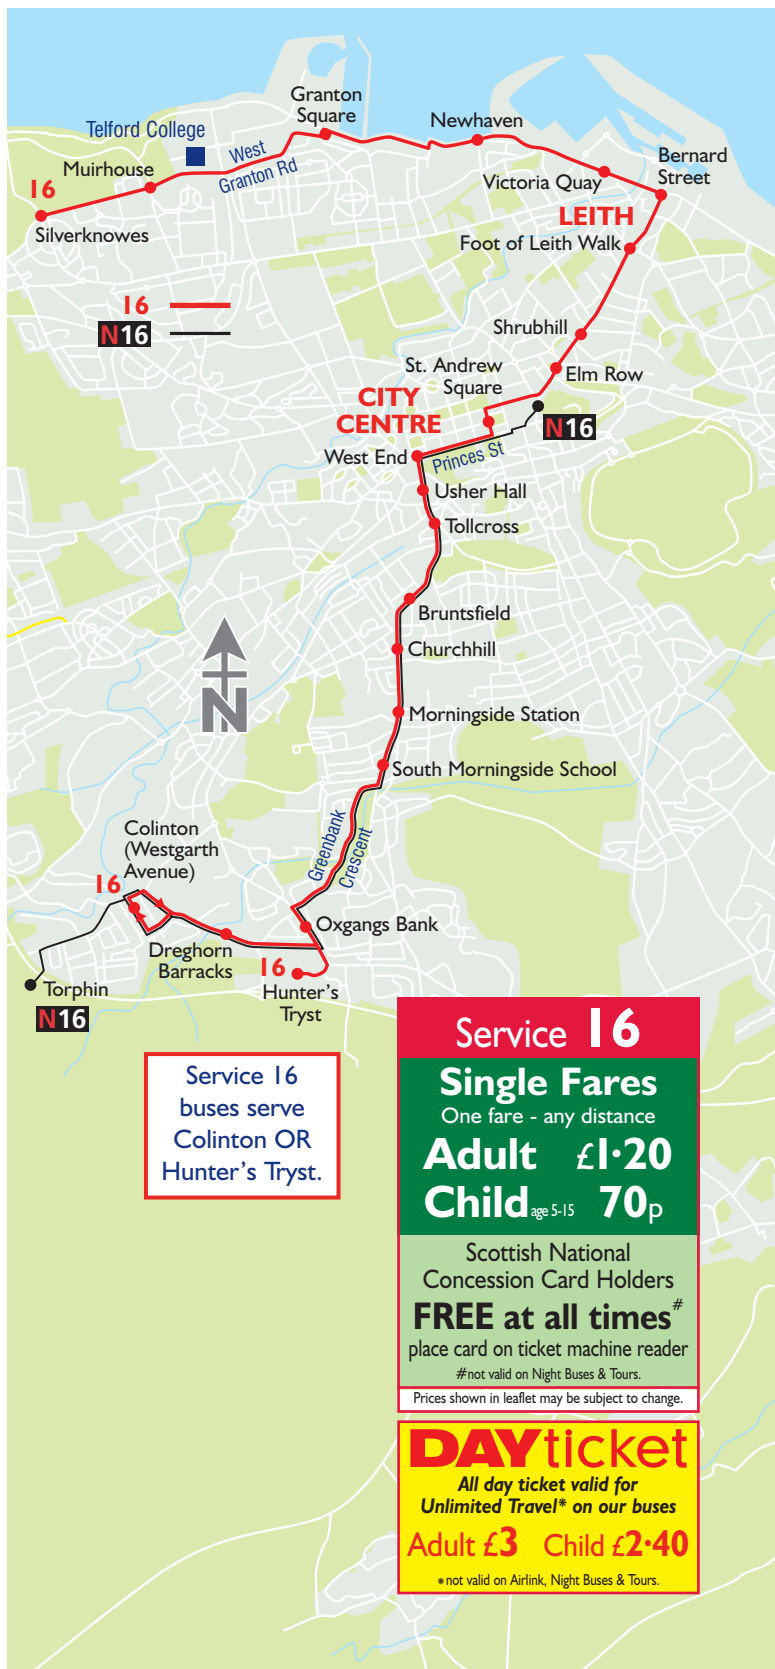 Granton
Square
Newhaven
Telford College
West
Granton Rd
Bernard
Street
Muirhouse
Victoria Quay
16
LEITH
Silverknowes
Foot of Leith Walk
16
N16
Shrubhill
St. Andrew
Square
Elm Row
CITY
CENTRE
N16
West End
Princes St
Usher Hall
Tollcross
Bruntsfield
Churchhill
N
Morningside Station
South Morningside School
Greenbank
Crescent
Colinton
(Westgarth
Avenue)
16
Oxgangs Bank
Dreghorn
Barracks
16
Hunter's
Tryst
Torphin
N16
Service 16
buses serve
Colinton OR
Hunter's Tryst.
Service 16
Single Fares
One fare - any distance
Adult £1·20
Child age 5-15 70p
Scottish National
Concession Card Holders
FREE at all times#
place card on ticket machine reader
#not valid on Night Buses & Tours.
Prices shown in leaflet may be subject to change.
DAYticket
All day ticket valid for
Unlimited Travel* on our buses
Adult £3 Child £2·40
*not valid on Airlink, Night Buses & Tours.